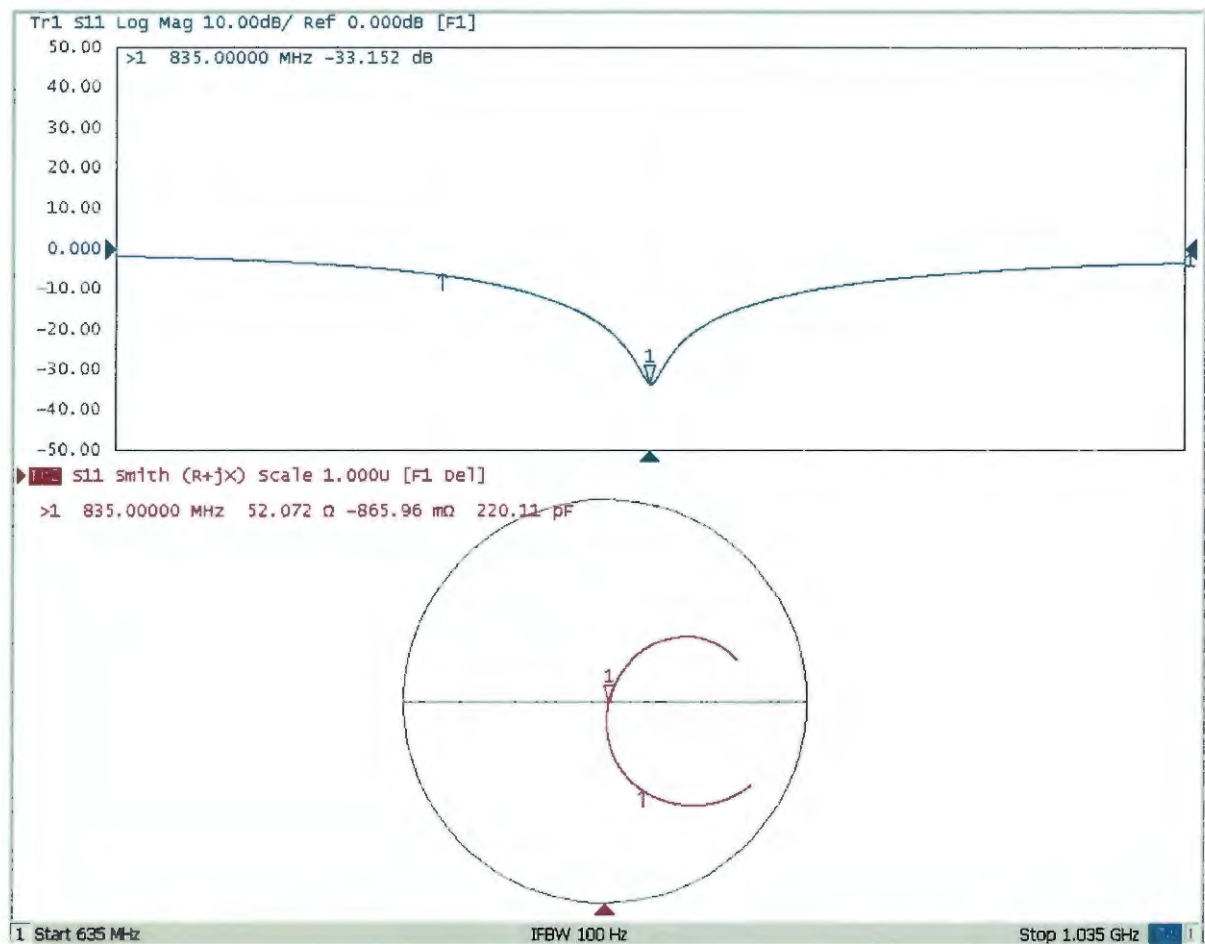 Tr1 S11 Log Mag 10.00dB/ Ref 0.000dB [F1]
50.00
>1 835.00000 MHz -33.152 dB
40.00
30.00
20.00
10.00
0.000
1
-10.00
-20.00
1
-30.00
-40.00
-50.00
S11 Smith (R+jX) Scale 1.000U [F1 Del]
>1 835.00000 MHz 52.072 Ω -865.96 mΩ 220.11 pF
1
1 Start 635 MHz IFBW 100 Hz Stop 1.035 GHz